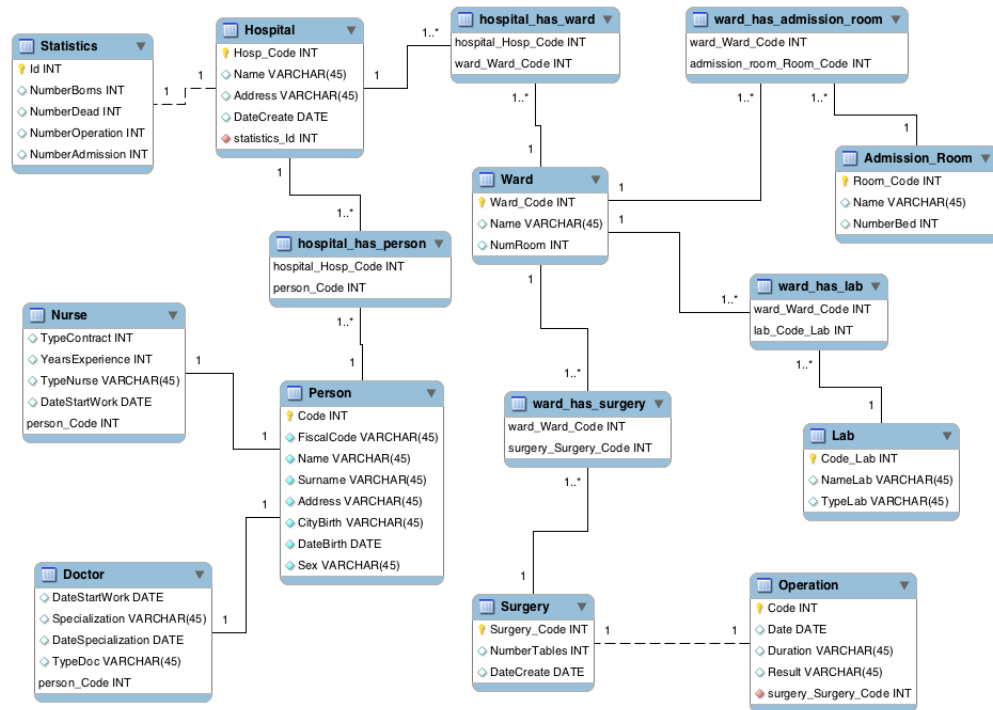 Statistics
Id INT
NumberBorns INT
NumberDead INT
NumberOperation INT
NumberAdmission INT
1
1
Hospital
Hosp_Code INT
Name VARCHAR(45)
Address VARCHAR(45)
DateCreate DATE
statistics_Id INT
1
1..*
hospital_has_ward
hospital_Hosp_Code INT
ward_Ward_Code INT
1..*
1
ward_has_admission_room
ward_Ward_Code INT
admission_room_Room_Code INT
1..*
1..*
1
1
Admission_Room
Room_Code INT
Name VARCHAR(45)
NumberBed INT
Ward
Ward_Code INT
Name VARCHAR(45)
NumRoom INT
1
1..*
hospital_has_person
hospital_Hosp_Code INT
person_Code INT
1..*
1
1
1..*
ward_has_lab
ward_Ward_Code INT
lab_Code_Lab INT
1..*
1
Nurse
TypeContract INT
YearsExperience INT
TypeNurse VARCHAR(45)
DateStartWork DATE
person_Code INT
1
1
Person
Code INT
FiscalCode VARCHAR(45)
Name VARCHAR(45)
Surname VARCHAR(45)
Address VARCHAR(45)
CityBirth VARCHAR(45)
DateBirth DATE
Sex VARCHAR(45)
1
1
1..*
ward_has_surgery
ward_Ward_Code INT
surgery_Surgery_Code INT
1..*
1
Lab
Code_Lab INT
NameLab VARCHAR(45)
TypeLab VARCHAR(45)
Doctor
DateStartWork DATE
Specialization VARCHAR(45)
DateSpecialization DATE
TypeDoc VARCHAR(45)
person_Code INT
1
Surgery
Surgery_Code INT
NumberTables INT
DateCreate DATE
1
1
Operation
Code INT
Date DATE
Duration VARCHAR(45)
Result VARCHAR(45)
surgery_Surgery_Code INT